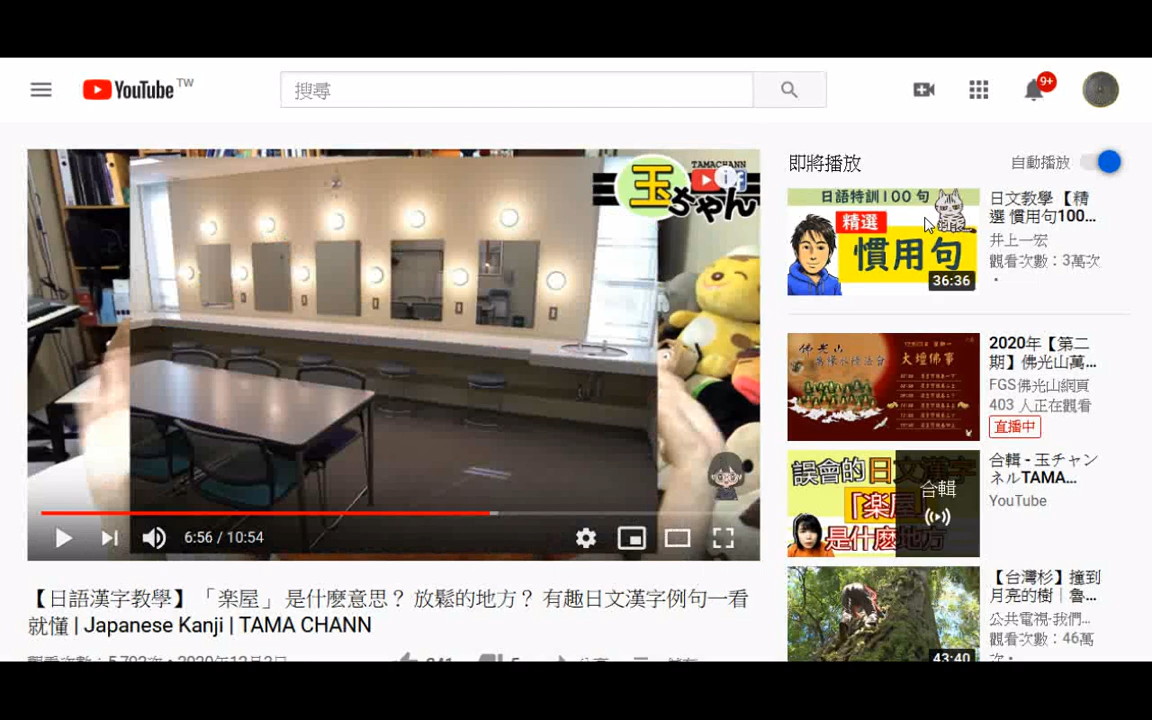 YouTube TW
搜尋
9+
TAMACHANN
玉ちゃん
6:56 / 10:54
【日語漢字教學】「楽屋」是什麼意思？ 放鬆的地方？ 有趣日文漢字例句一看
就懂 | Japanese Kanji | TAMA CHANN
即將播放
自動播放
日語特訓100句
精選
慣用句
36:36
日文教學【精
選 慣用句100...
井上一宏
觀看次數：3萬次
佛光山
大壇佛事
2020年【第二
期】佛光山萬...
FGS佛光山網頁
403 人正在觀看
直播中
誤會的日文漢字
「楽屋」
是什麼地方
合輯
合輯 - 玉チャン
ネルTAMA...
YouTube
43:40
【台灣杉】撞到
月亮的樹｜魯...
公共電視-我們...
觀看次數：46萬
次・